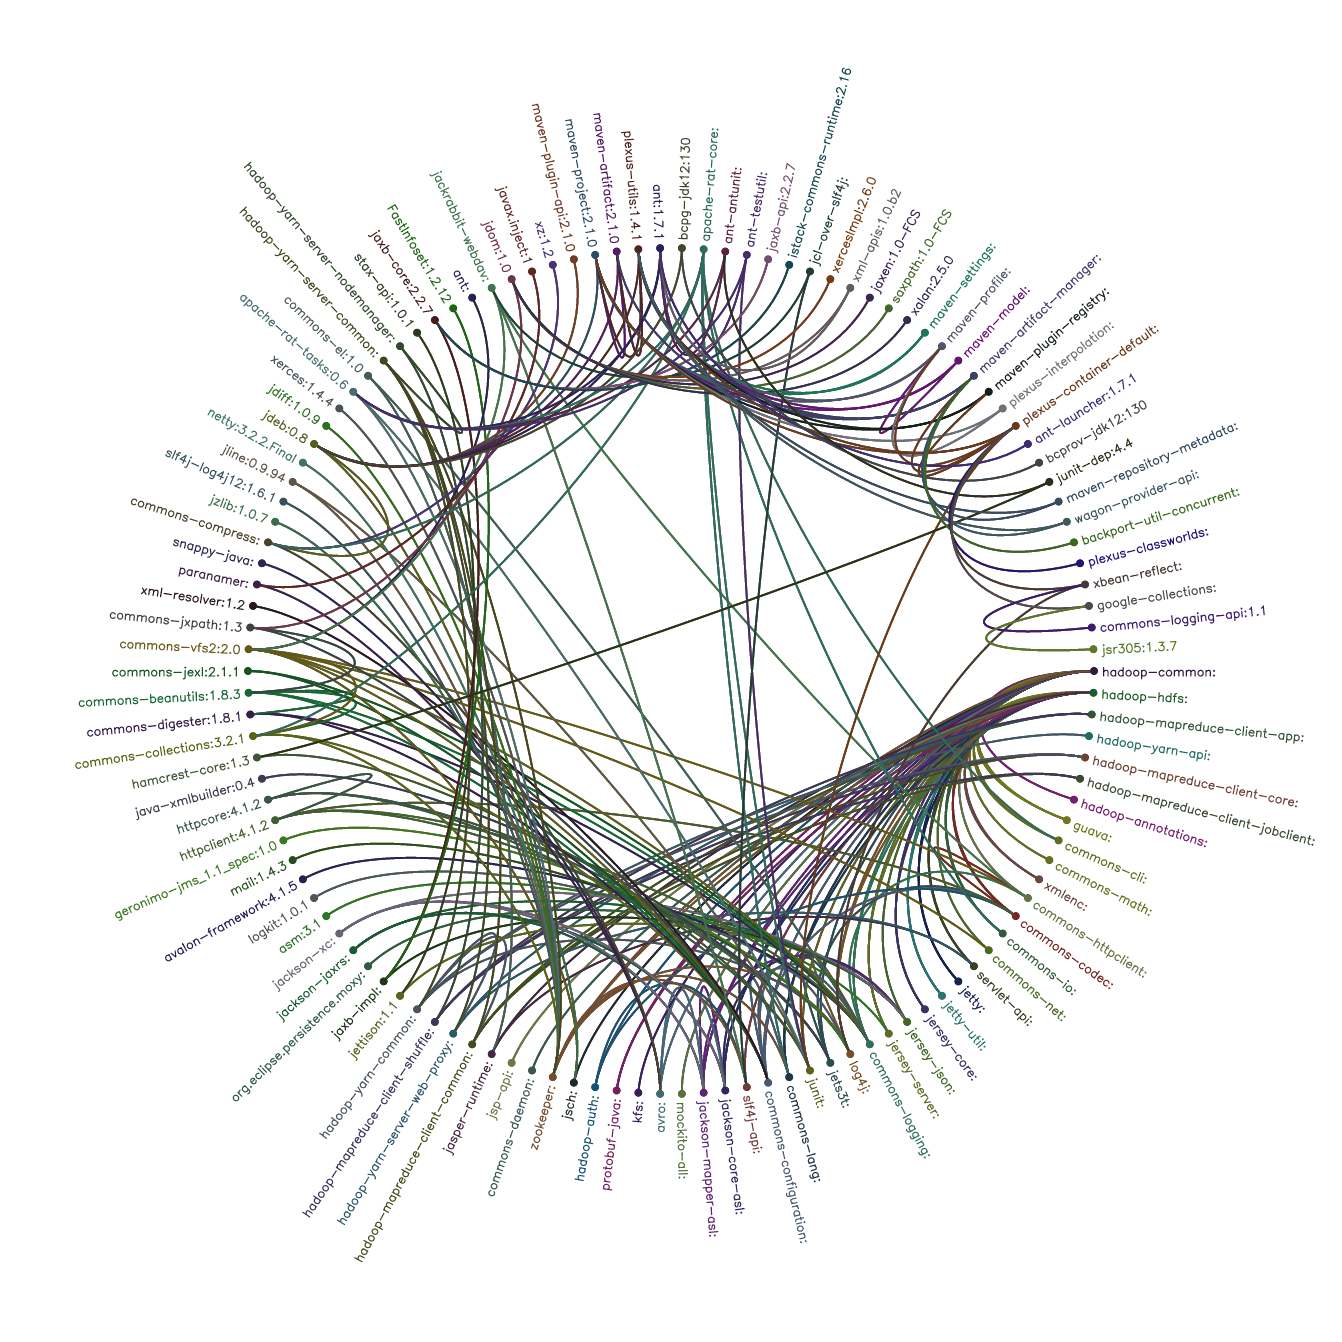 hadoop-common:
hadoop-hdfs:
hadoop-mapreduce-client-app:
hadoop-yarn-api:
hadoop-mapreduce-client-core:
hadoop-mapreduce-client-jobclient:
hadoop-annotations:
guava:
commons-cli:
commons-math:
xmlenc:
commons-httpclient:
commons-codec:
commons-io:
commons-net:
servlet-api:
jetty:
jetty-util:
jersey-core:
jersey-json:
jersey-server:
commons-logging:
log4j:
jets3t:
junit:
commons-lang:
commons-configuration:
slf4j-api:
jackson-core-asl:
jackson-mapper-asl:
mockito-all:
avro:
kfs:
protobuf-java:
hadoop-auth:
jsch:
zookeeper:
commons-daemon:
jsp-api:
jasper-runtime:
hadoop-mapreduce-client-common:
hadoop-yarn-server-web-proxy:
hadoop-mapreduce-client-shuffle:
hadoop-yarn-common:
jettison:1.1
jaxb-impl:
org.eclipse.persistence.moxy:
jackson-jaxrs:
jackson-xc:
asm:3.1
logkit:1.0.1
avalon-framework:4.1.5
mail:1.4.3
geronimo-jms_1.1_spec:1.0
httpclient:4.1.2
httpcore:4.1.2
java-xmlbuilder:0.4
hamcrest-core:1.3
commons-collections:3.2.1
commons-digester:1.8.1
commons-beanutils:1.8.3
commons-jexl:2.1.1
commons-vfs2:2.0
commons-jxpath:1.3
xml-resolver:1.2
paranamer:
snappy-java:
commons-compress:
jzlib:1.0.7
slf4j-log4j12:1.6.1
jline:0.9.94
netty:3.2.2.Final
jdeb:0.8
jdiff:1.0.9
xerces:1.4.4
apache-rat-tasks:0.6
commons-el:1.0
hadoop-yarn-server-common:
hadoop-yarn-server-nodemanager:
stax-api:1.0.1
jaxb-core:2.2.7
FastInfoset:1.2.12
ant:
jackrabbit-webdav:
jdom:1.0
javax.inject:1
xz:1.2
maven-plugin-api:2.1.0
maven-project:2.1.0
maven-artifact:2.1.0
plexus-utils:1.4.1
ant:1.7.1
bcpg-jdk12:130
apache-rat-core:
ant-antunit:
ant-testutil:
jaxb-api:2.2.7
istack-commons-runtime:2.16
jcl-over-slf4j:
xercesImpl:2.6.0
xml-apis:1.0.b2
jaxen:1.0-FCS
saxpath:1.0-FCS
xalan:2.5.0
maven-settings:
maven-profile:
maven-model:
maven-artifact-manager:
maven-plugin-registry:
plexus-interpolation:
plexus-container-default:
ant-launcher:1.7.1
bcprov-jdk12:130
junit-dep:4.4
maven-repository-metadata:
wagon-provider-api:
backport-util-concurrent:
plexus-classworlds:
xbean-reflect:
google-collections:
commons-logging-api:1.1
jsr305:1.3.7